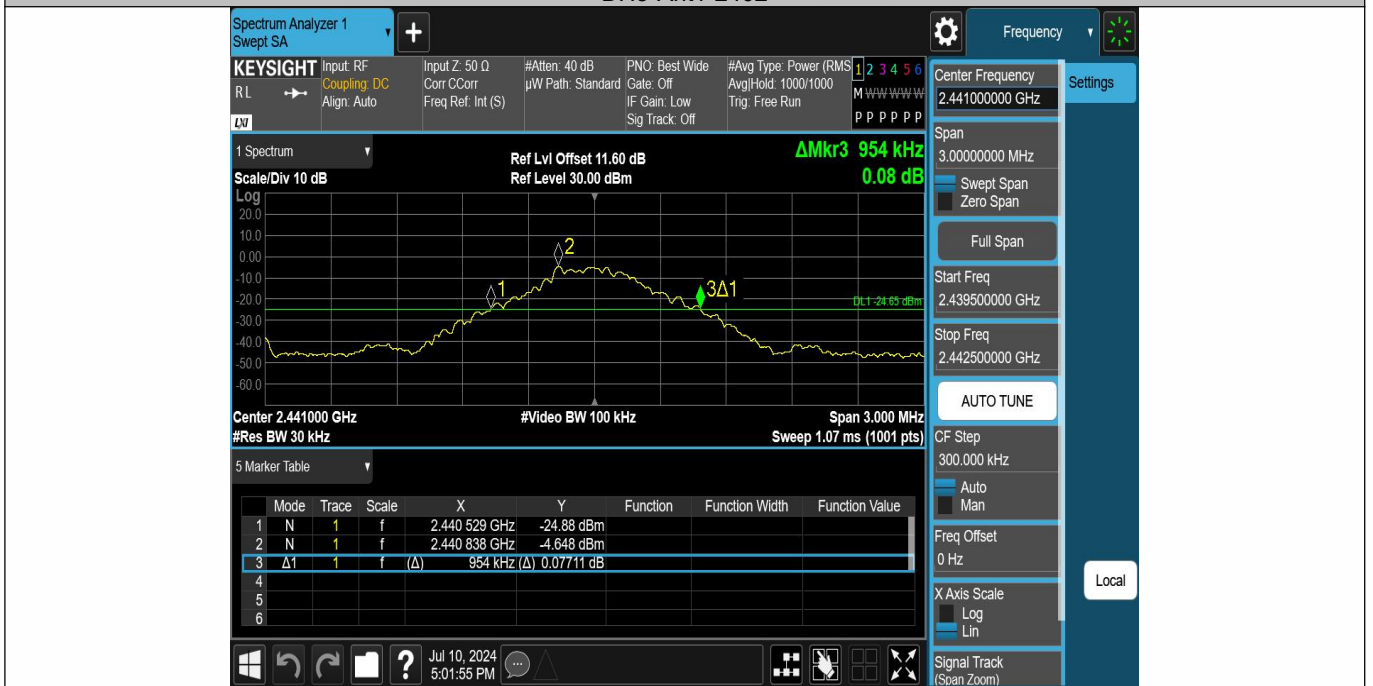 Spectrum Analyzer 1
Swept SA
+
Frequency
KEYSIGHT
RL
LXI
Input: RF
Coupling: DC
Align: Auto
Input Z: 50 Ω
Corr CCorr
Freq Ref: Int (S)
#Atten: 40 dB
µW Path: Standard
PNO: Best Wide
Gate: Off
IF Gain: Low
Sig Track: Off
#Avg Type: Power (RMS
Avg|Hold: 1000/1000
Trig: Free Run
1 2 3 4 5 6
M W W W W W
P P P P P P
1 Spectrum
Scale/Div 10 dB
Ref Lvl Offset 11.60 dB
Ref Level 30.00 dBm
ΔMkr3 954 kHz
0.08 dB
Log
20.0
10.0
0.00
-10.0
-20.0
-30.0
-40.0
-50.0
-60.0
1
2
3Δ1
DL1 -24.65 dBm
Center 2.441000 GHz
#Video BW 100 kHz
Span 3.000 MHz
#Res BW 30 kHz
Sweep 1.07 ms (1001 pts)
5 Marker Table
Mode Trace Scale X Y Function Function Width Function Value
1 N 1 f 2.440 529 GHz -24.88 dBm
2 N 1 f 2.440 838 GHz -4.648 dBm
3 Δ1 1 f (Δ) 954 kHz (Δ) 0.07711 dB
4
5
6
Center Frequency
2.441000000 GHz
Settings
Span
3.00000000 MHz
Swept Span
Zero Span
Full Span
Start Freq
2.439500000 GHz
Stop Freq
2.442500000 GHz
AUTO TUNE
CF Step
300.000 kHz
Auto
Man
Freq Offset
0 Hz
X Axis Scale
Log
Lin
Local
Signal Track
(Span Zoom)
?
Jul 10, 2024
5:01:55 PM